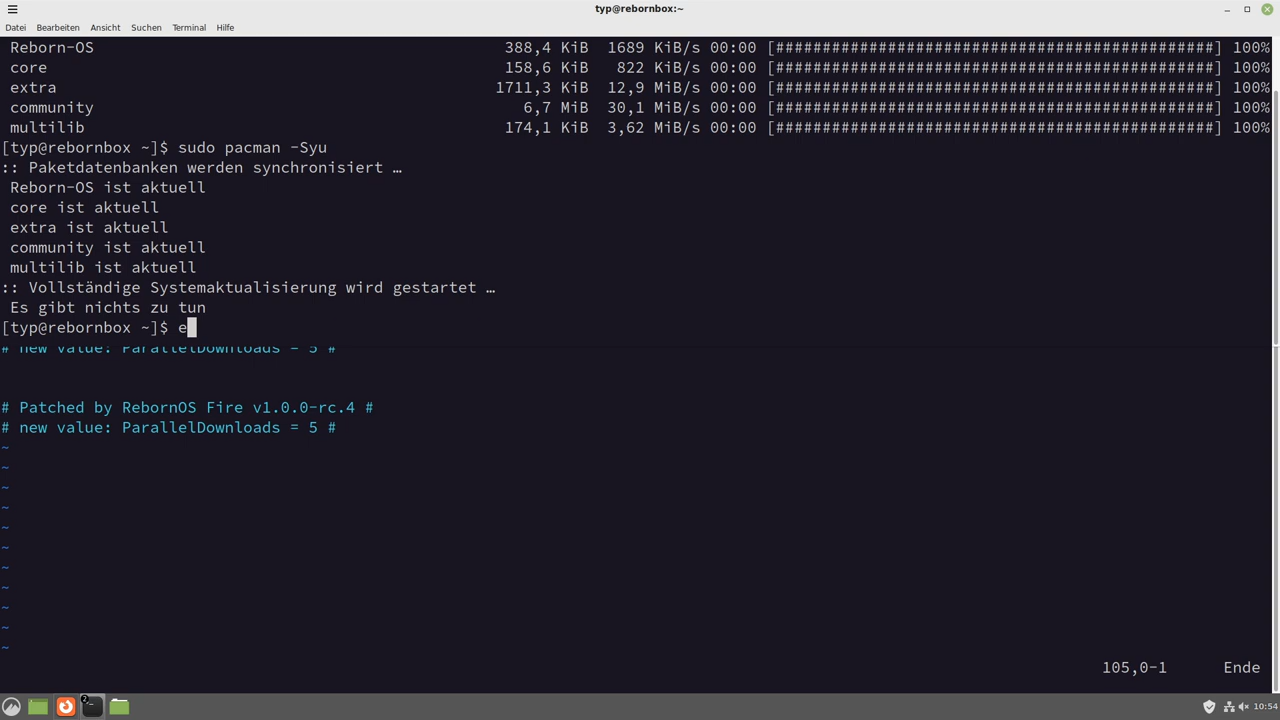 typ@rebornbox:~
Datei Bearbeiten Ansicht Suchen Terminal Hilfe
Reborn-OS 388,4 KiB 1689 KiB/s 00:00 [###############################################] 100%
core 158,6 KiB 822 KiB/s 00:00 [###############################################] 100%
extra 1711,3 KiB 12,9 MiB/s 00:00 [###############################################] 100%
community 6,7 MiB 30,1 MiB/s 00:00 [###############################################] 100%
multilib 174,1 KiB 3,62 MiB/s 00:00 [###############################################] 100%
[typ@rebornbox ~]$ sudo pacman -Syu
:: Paketdatenbanken werden synchronisiert …
Reborn-OS ist aktuell
core ist aktuell
extra ist aktuell
community ist aktuell
multilib ist aktuell
:: Vollständige Systemaktualisierung wird gestartet …
Es gibt nichts zu tun
[typ@rebornbox ~]$ e
# new value: ParallelDownloads = 5 #
# Patched by RebornOS Fire v1.0.0-rc.4 #
# new value: ParallelDownloads = 5 #
~
~
~
~
~
~
~
~
~
~
~
105,0-1 Ende
2
10:54